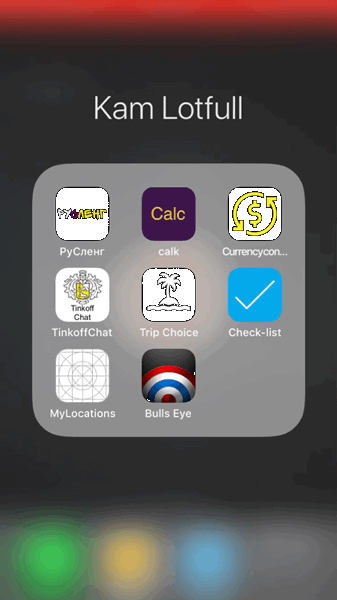 Kam Lotfull
РуСЛЕНГ
Calc
РуСленг
calk
Currencycon...
Tinkoff
Chat
TinkoffChat
Trip Choice
Check-list
MyLocations
Bulls Eye